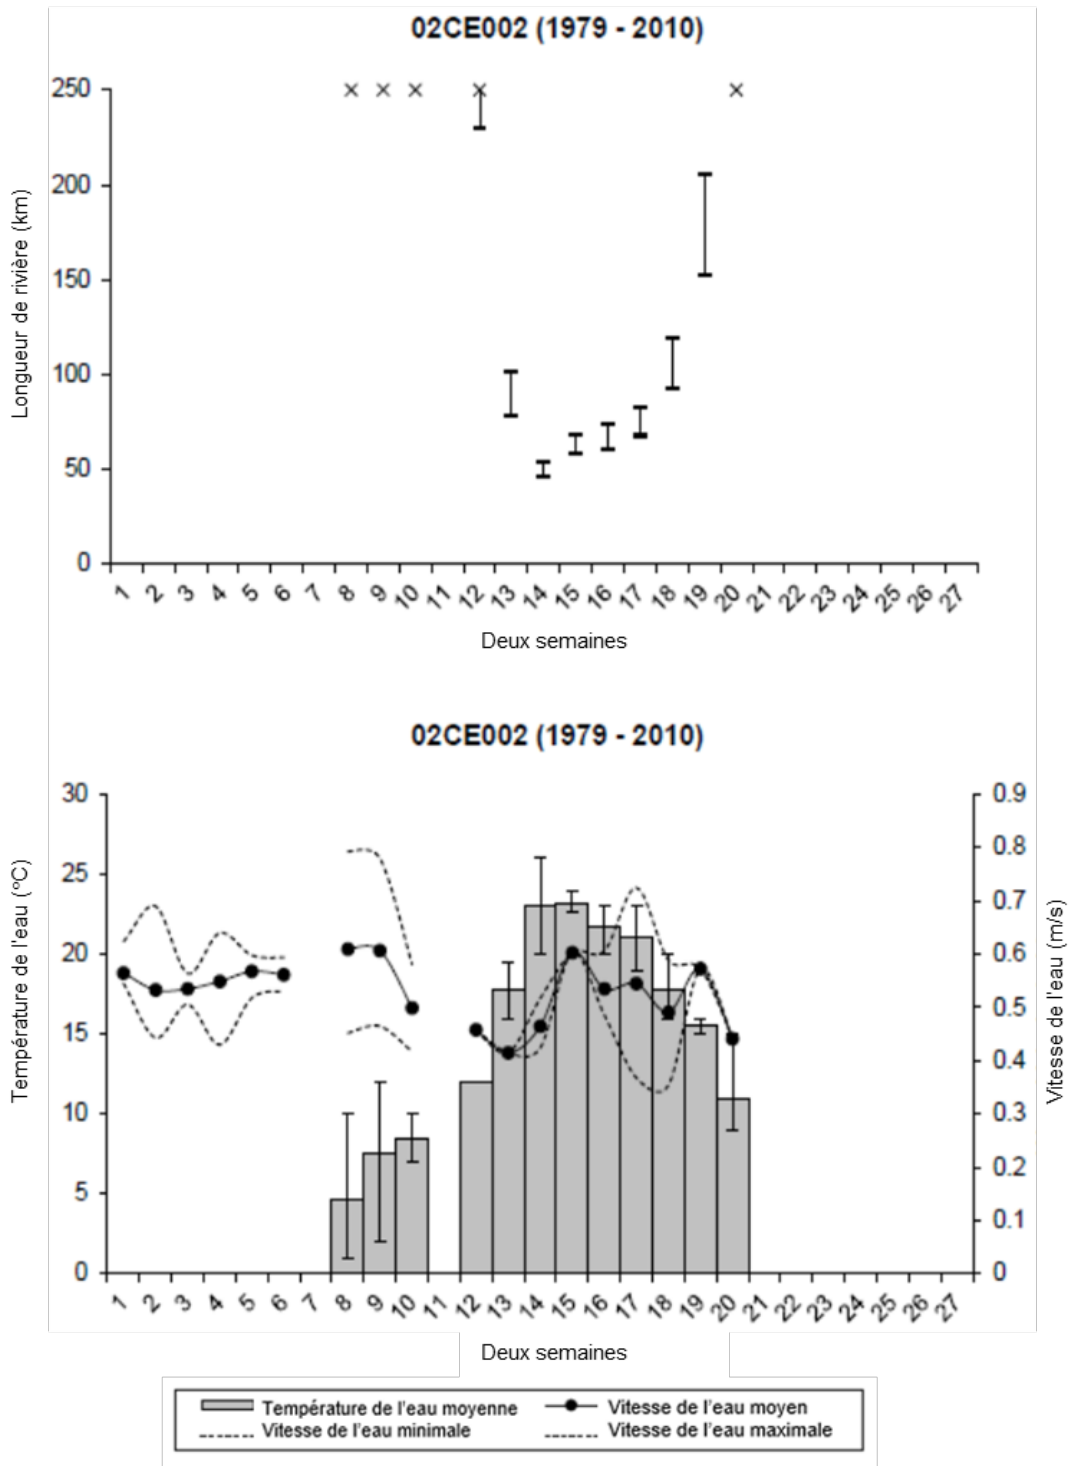 02CE002 (1979 - 2010)
Longueur de rivière (km)
250
200
150
100
50
0
1 2 3 4 5 6 7 8 9 10 11 12 13 14 15 16 17 18 19 20 21 22 23 24 25 26 27
Deux semaines
02CE002 (1979 - 2010)
Température de l'eau (°C)
30
25
20
15
10
5
0
Vitesse de l'eau (m/s)
0.9
0.8
0.7
0.6
0.5
0.4
0.3
0.2
0.1
0
1 2 3 4 5 6 7 8 9 10 11 12 13 14 15 16 17 18 19 20 21 22 23 24 25 26 27
Deux semaines
Température de l'eau moyenne
Vitesse de l'eau moyen
Vitesse de l'eau minimale
Vitesse de l'eau maximale